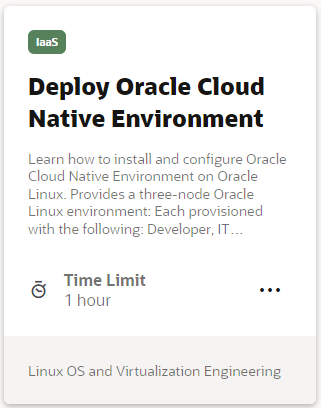 IaaS
Deploy Oracle Cloud
Native Environment
Learn how to install and configure Oracle
Cloud Native Environment on Oracle
Linux. Provides a three-node Oracle
Linux environment: Each provisioned
with the following: Developer, IT...
Time Limit
1 hour
Linux OS and Virtualization Engineering